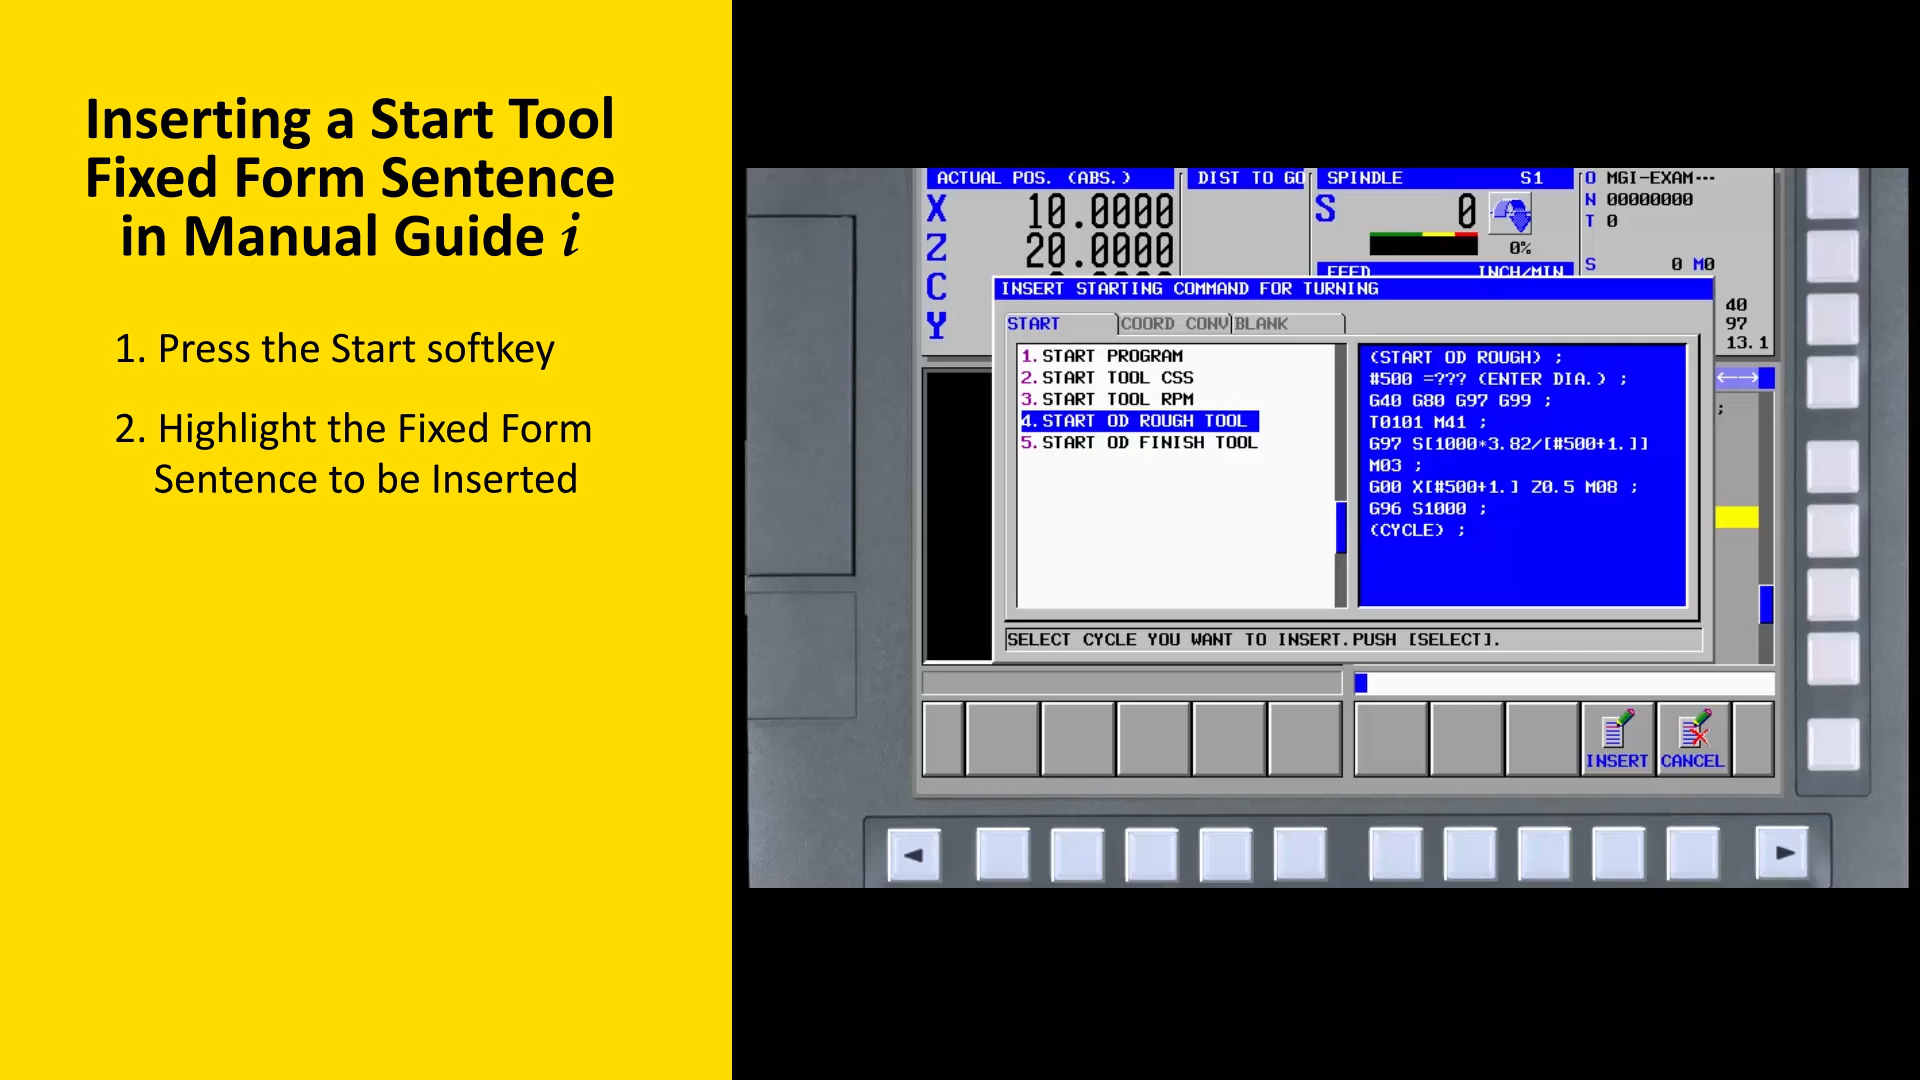 Inserting a Start Tool
Fixed Form Sentence
in Manual Guide i
1. Press the Start softkey
2. Highlight the Fixed Form
Sentence to be Inserted
ACTUAL POS. (ABS.)
X 10.0000
Z 20.0000
C
Y
DIST TO GO
SPINDLE S1
S 0
0%
FEED INCH/MIN
O MGI-EXAM···
N 00000000
T 0
S 0 M0
40
97
13.1
INSERT STARTING COMMAND FOR TURNING
START COORD CONV BLANK
1. START PROGRAM
2. START TOOL CSS
3. START TOOL RPM
4. START OD ROUGH TOOL
5. START OD FINISH TOOL
(START OD ROUGH) ;
#500 =??? (ENTER DIA.) ;
G40 G80 G97 G99 ;
T0101 M41 ;
G97 S[1000*3.82/[#500+1.]]
M03 ;
G00 X[#500+1.] Z0.5 M08 ;
G96 S1000 ;
(CYCLE) ;
;
SELECT CYCLE YOU WANT TO INSERT.PUSH [SELECT].
INSERT CANCEL